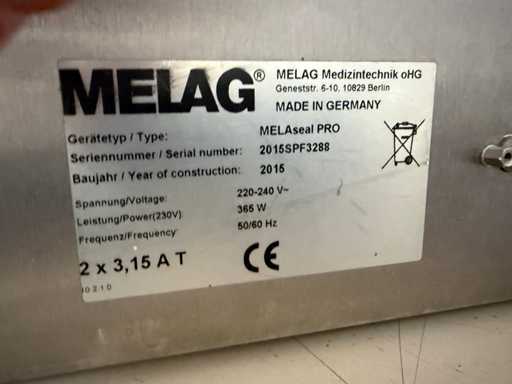 MELAG® MELAG Medizintechnik oHG
Geneststr. 6-10, 10829 Berlin
MADE IN GERMANY
Gerätetyp / Type: MELAseal PRO
Seriennummer / Serial number: 2015SPF3288
Baujahr / Year of construction: 2015
Spannung/Voltage: 220-240 V~
Leistung/Power(230V): 365 W
Frequenz/Frequency: 50/60 Hz
2 x 3,15 A T CE